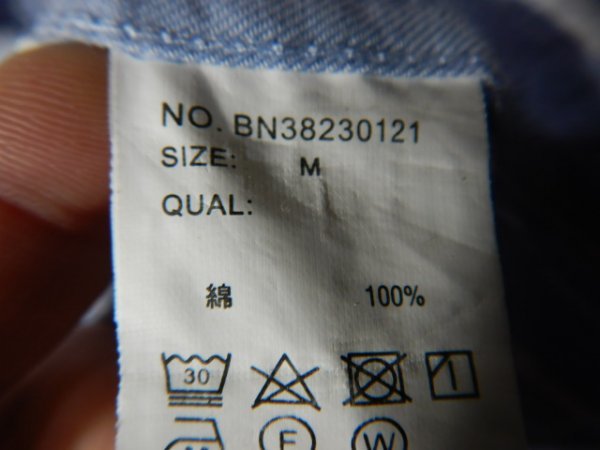 NO. BN38230121
SIZE: M
QUAL:
綿 100%
30
F W